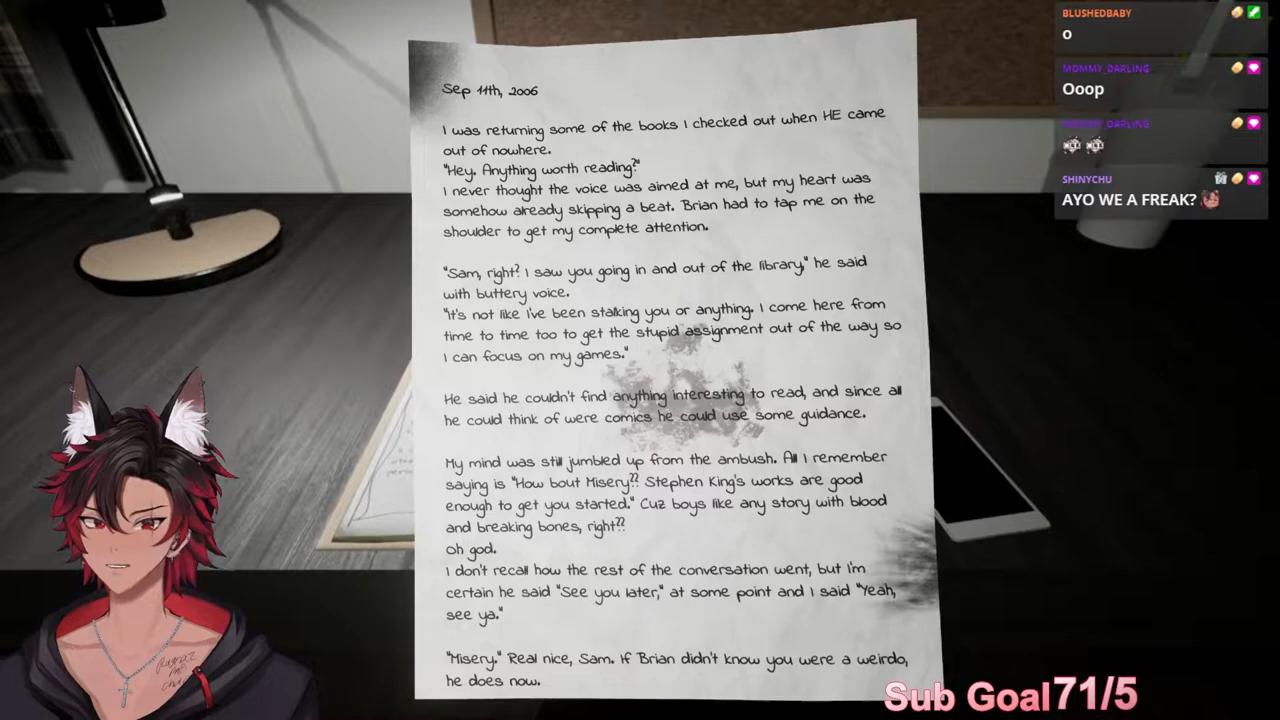 Sep 11th, 2006
I was returning some of the books I checked out when HE came
out of nowhere.
"Hey. Anything worth reading?"
I never thought the voice was aimed at me, but my heart was
somehow already skipping a beat. Brian had to tap me on the
shoulder to get my complete attention.
"Sam, right? I saw you going in and out of the library," he said
with buttery voice.
"It's not like I've been stalking you or anything. I come here from
time to time too to get the stupid assignment out of the way so
I can focus on my games."
He said he couldn't find anything interesting to read, and since all
he could think of were comics he could use some guidance.
My mind was still jumbled up from the ambush. All I remember
saying is "How bout Misery?? Stephen King's works are good
enough to get you started." Cuz boys like any story with blood
and breaking bones, right??
Oh god.
I don't recall how the rest of the conversation went, but I'm
certain he said "See you later," at some point and I said "Yeah,
see ya."
"Misery." Real nice, Sam. If Brian didn't know you were a weirdo,
he does now.
BLUSHEDBABY
o
MOMMY_DARLING
Ooop
MOMMY_DARLING
SHINYCHU
AYO WE A FREAK?
Sub Goal 71/5